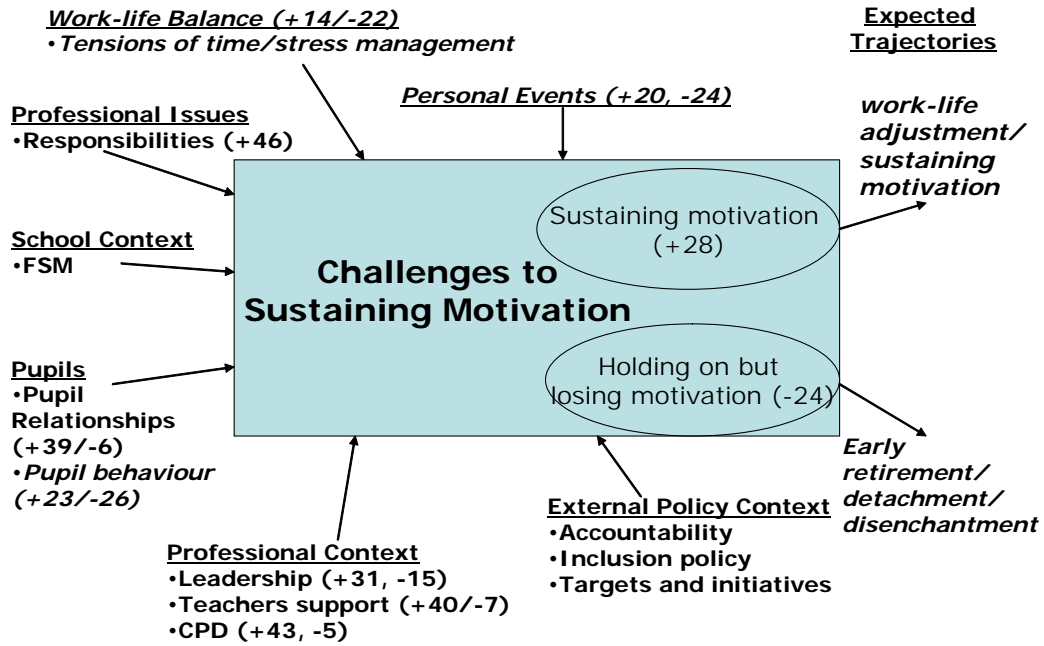 Work-life Balance (+14/-22)
•Tensions of time/stress management
Expected
Trajectories
Personal Events (+20, -24)
Professional Issues
•Responsibilities (+46)
work-life
adjustment/
sustaining
motivation
School Context
•FSM
Sustaining motivation
(+28)
Challenges to
Sustaining Motivation
Pupils
•Pupil
Relationships
(+39/-6)
•Pupil behaviour
(+23/-26)
Holding on but
losing motivation (-24)
Early
retirement/
detachment/
disenchantment
External Policy Context
•Accountability
•Inclusion policy
•Targets and initiatives
Professional Context
•Leadership (+31, -15)
•Teachers support (+40/-7)
•CPD (+43, -5)